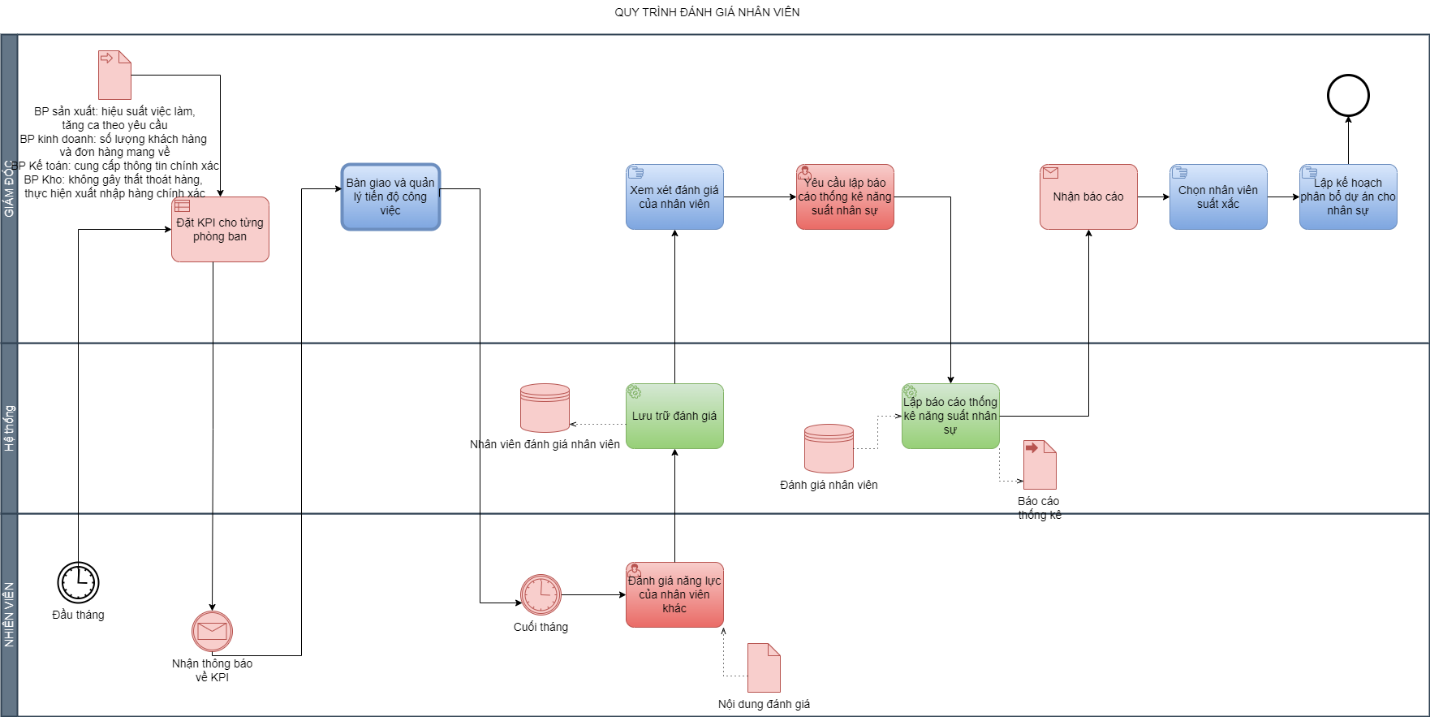 QUY TRÌNH ĐÁNH GIÁ NHÂN VIÊN
GIÁM ĐỐC
BP sản xuất: hiệu suất việc làm,
tăng ca theo yêu cầu
BP kinh doanh: số lượng khách hàng
và đơn hàng mang về
BP Kế toán: cung cấp thông tin chính xác
BP Kho: không gây thất thoát hàng,
thực hiện xuất nhập hàng chính xác
Đặt KPI cho từng
phòng ban
Bàn giao và quản
lý tiến độ công
việc
Xem xét đánh giá
của nhân viên
Yêu cầu lập báo
cáo thống kê năng
suất nhân sự
Nhận báo cáo
Chọn nhân viên
suất xắc
Lập kế hoạch
phân bổ dự án cho
nhân sự
Hệ thống
Nhân viên đánh giá nhân viên
Lưu trữ đánh giá
Đánh giá nhân viên
Lập báo cáo thống
kê năng suất nhân
sự
Báo cáo
thống kê
NHIÊN VIÊN
Đầu tháng
Nhận thông báo
về KPI
Cuối tháng
Đánh giá năng lực
của nhân viên
khác
Nội dung đánh giá